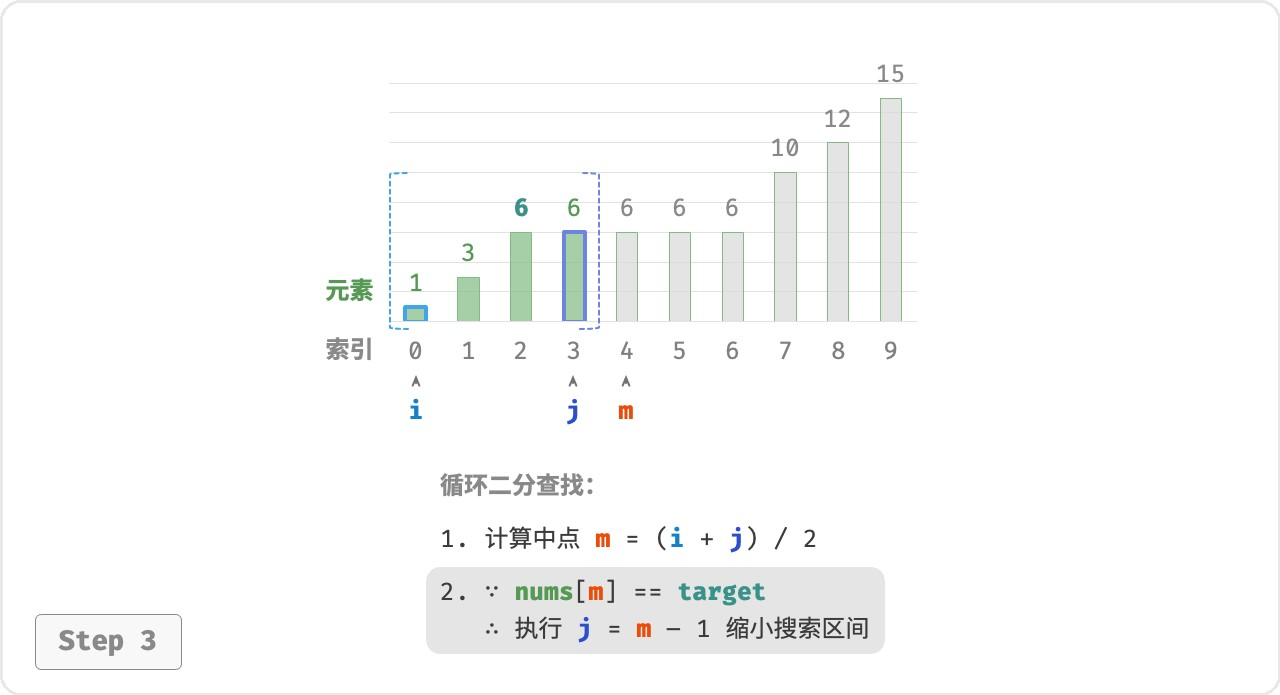 15
12
10
6 6 6 6 6
3
元素 1
索引 0 1 2 3 4 5 6 7 8 9
i j m
循环二分查找:
1. 计算中点 m = (i + j) / 2
2. ∵ nums[m] == target
∴ 执行 j = m − 1 缩小搜索区间
Step 3